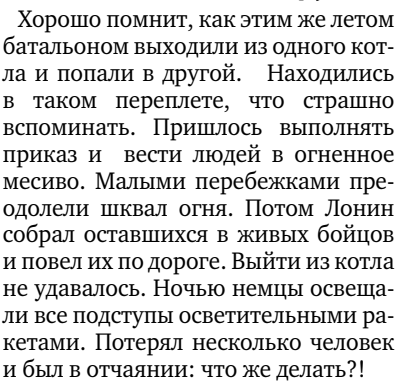 Хорошо помнит, как этим же летом
батальоном выходили из одного кот-
ла и попали в другой. Находились
в таком переплете, что страшно
вспоминать. Пришлось выполнять
приказ и вести людей в огненное
месиво. Малыми перебежками пре-
одолели шквал огня. Потом Лонин
собрал оставшихся в живых бойцов
и повел их по дороге. Выйти из котла
не удавалось. Ночью немцы освеща-
ли все подступы осветительными ра-
кетами. Потерял несколько человек
и был в отчаянии: что же делать?!